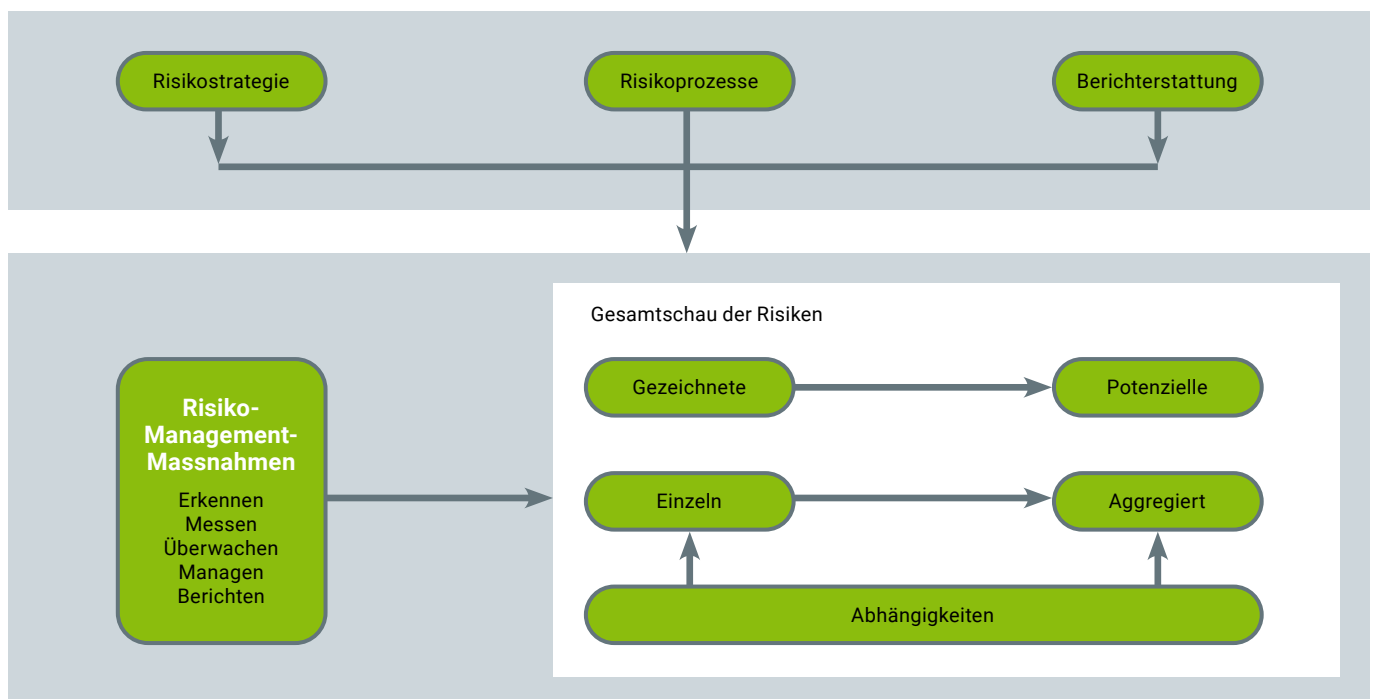 Risikostrategie
Risikoprozesse
Berichterstattung
Gesamtschau der Risiken
Gezeichnete
Potenzielle
Risiko-
Management-
Massnahmen
Erkennen
Messen
Überwachen
Managen
Berichten
Einzeln
Aggregiert
Abhängigkeiten